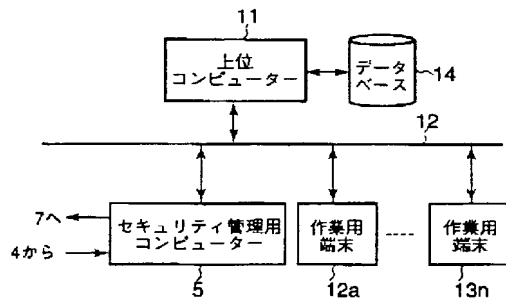 11
上位
コンピューター
データ
ベース
14
12
7へ
4から
セキュリティ管理用
コンピューター
作業用
端末
作業用
端末
5
12a
13n